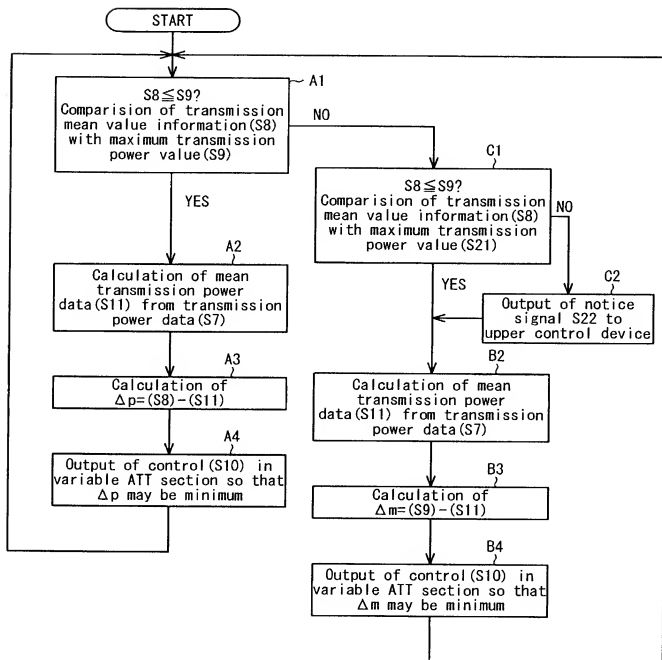 START
A1
S8≦S9?
Comparision of transmission
mean value information(S8)
with maximum transmission
power value(S9)
NO
YES
C1
S8≦S9?
Comparision of transmission
mean value information(S8)
with maximum transmission
power value(S21)
NO
YES
C2
Output of notice
signal S22 to
upper control device
A2
Calculation of mean
transmission power
data(S11) from transmission
power data(S7)
A3
Calculation of
Δp=(S8)−(S11)
A4
Output of control(S10) in
variable ATT section so that
Δp may be minimum
B2
Calculation of mean
transmission power
data(S11) from transmission
power data(S7)
B3
Calculation of
Δm=(S9)−(S11)
B4
Output of control(S10) in
variable ATT section so that
Δm may be minimum